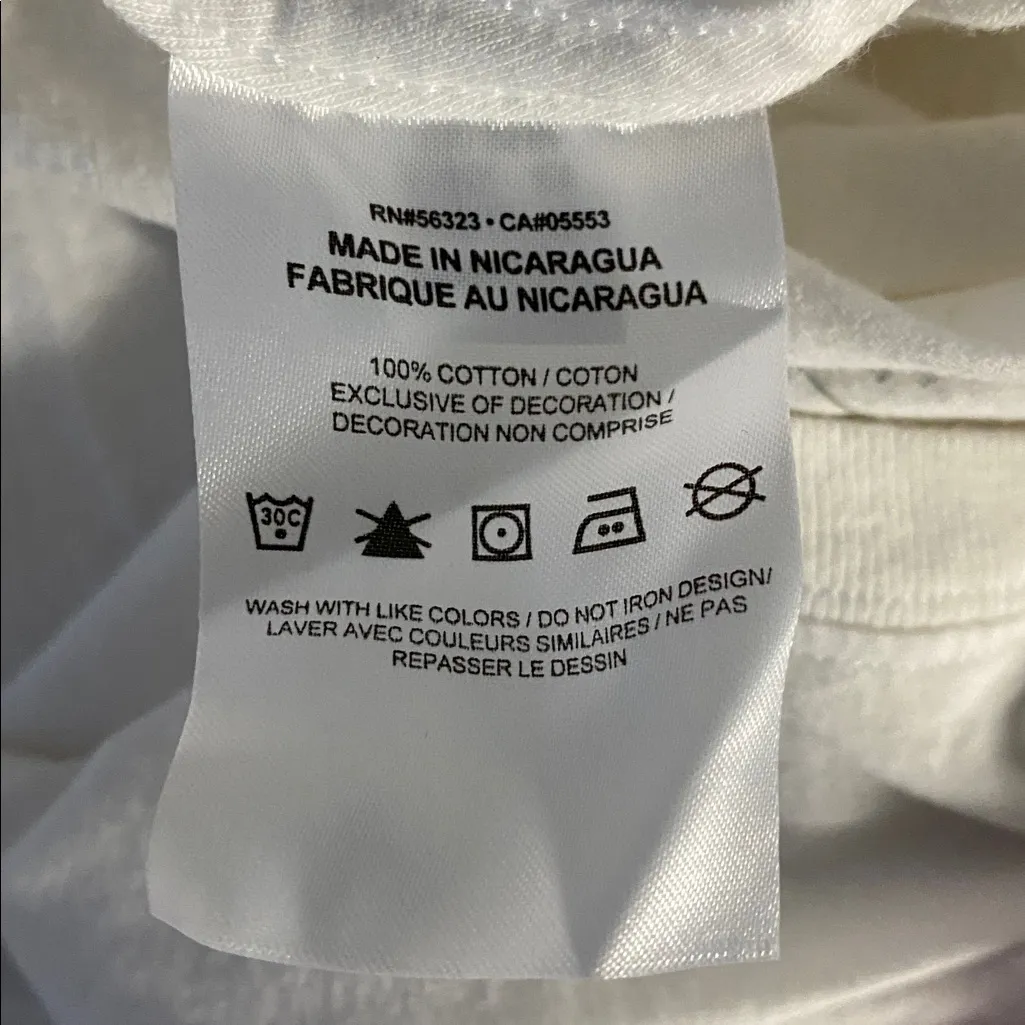 RN#56323 • CA#05553
MADE IN NICARAGUA
FABRIQUE AU NICARAGUA
100% COTTON / COTON
EXCLUSIVE OF DECORATION /
DECORATION NON COMPRISE
30C
WASH WITH LIKE COLORS / DO NOT IRON DESIGN/
LAVER AVEC COULEURS SIMILAIRES / NE PAS
REPASSER LE DESSIN